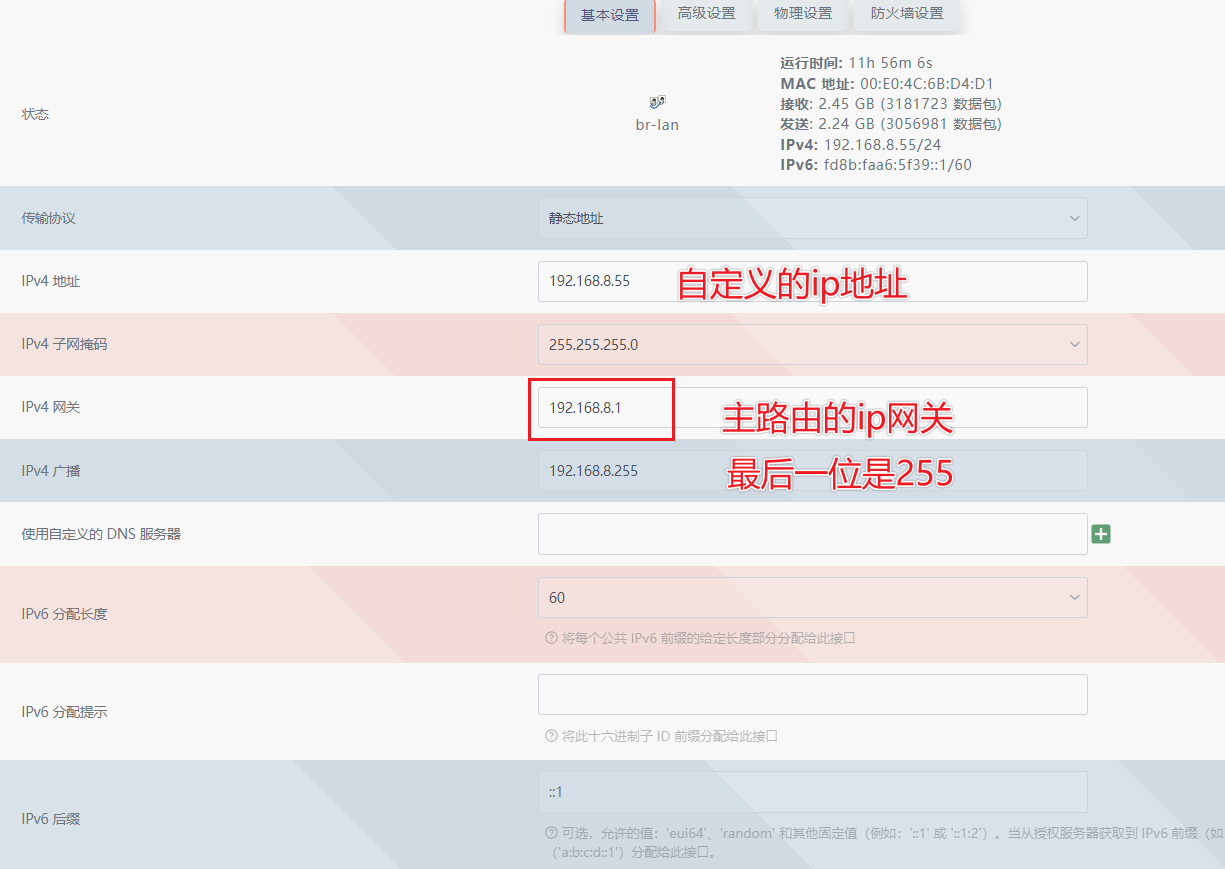 基本设置 高级设置 物理设置 防火墙设置
状态
br-lan
运行时间: 11h 56m 6s
MAC 地址: 00:E0:4C:6B:D4:D1
接收: 2.45 GB (3181723 数据包)
发送: 2.24 GB (3056981 数据包)
IPv4: 192.168.8.55/24
IPv6: fd8b:faa6:5f39::1/60
传输协议 静态地址
IPv4 地址 192.168.8.55 自定义的ip地址
IPv4 子网掩码 255.255.255.0
IPv4 网关 192.168.8.1 主路由的ip网关
IPv4 广播 192.168.8.255 最后一位是255
使用自定义的 DNS 服务器
IPv6 分配长度 60
将每个公共 IPv6 前缀的给定长度部分分配给此接口
IPv6 分配提示
将此十六进制子 ID 前缀分配给此接口
IPv6 后缀 ::1
可选，允许的值：'eui64'、'random' 和其他固定值（例如：'::1' 或 '::1:2'）。当从授权服务器获取到 IPv6 前缀（如
（'a:b:c:d::1'）分配给此接口。